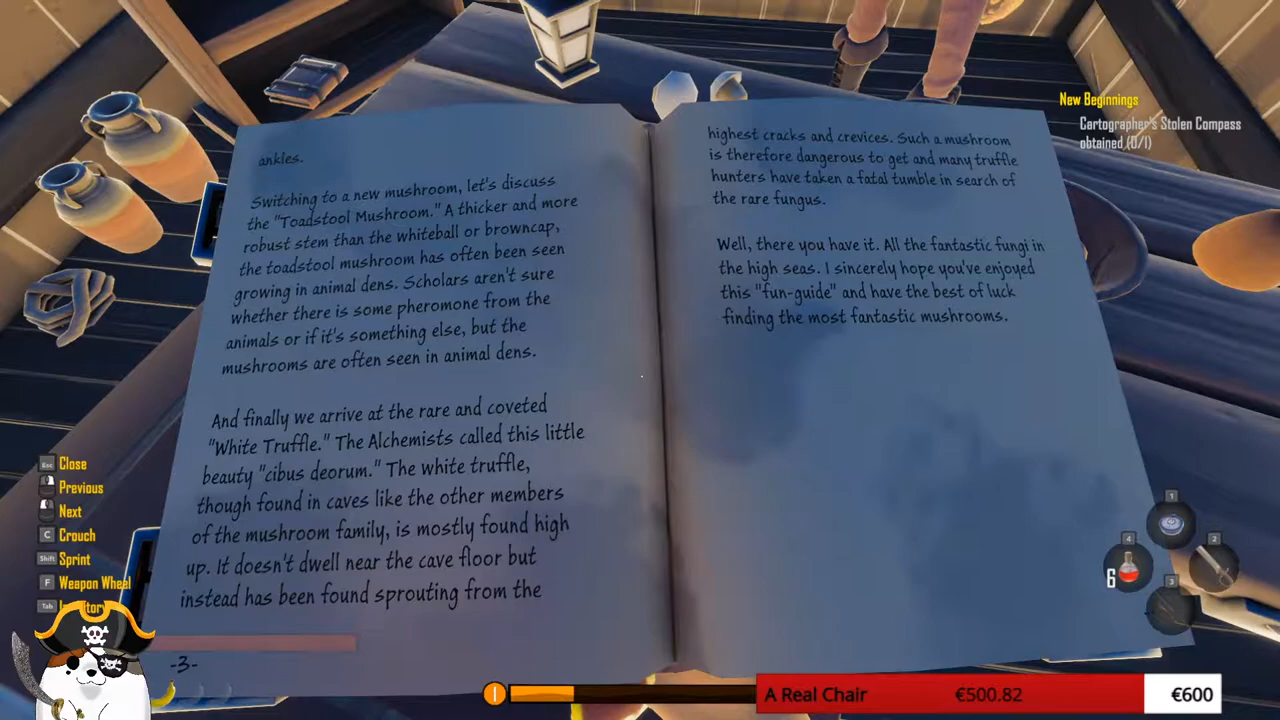 New Beginnings
Cartographer's Stolen Compass
obtained (0/1)
ankles.
Switching to a new mushroom, let's discuss
the "Toadstool Mushroom." A thicker and more
robust stem than the whiteball or browncap,
the toadstool mushroom has often been seen
growing in animal dens. Scholars aren't sure
whether there is some pheromone from the
animals or if it's something else, but the
mushrooms are often seen in animal dens.
And finally we arrive at the rare and coveted
"White Truffle." The Alchemists called this little
beauty "cibus deorum." The white truffle,
though found in caves like the other members
of the mushroom family, is mostly found high
up. It doesn't dwell near the cave floor but
instead has been found sprouting from the
-3-
highest cracks and crevices. Such a mushroom
is therefore dangerous to get and many truffle
hunters have taken a fatal tumble in search of
the rare fungus.
Well, there you have it. All the fantastic fungi in
the high seas. I sincerely hope you've enjoyed
this "fun-guide" and have the best of luck
finding the most fantastic mushrooms.
Esc Close
Previous
Next
C Crouch
Shift Sprint
F Weapon Wheel
Tab
1
2
3
4
6
A Real Chair €500.82 €600